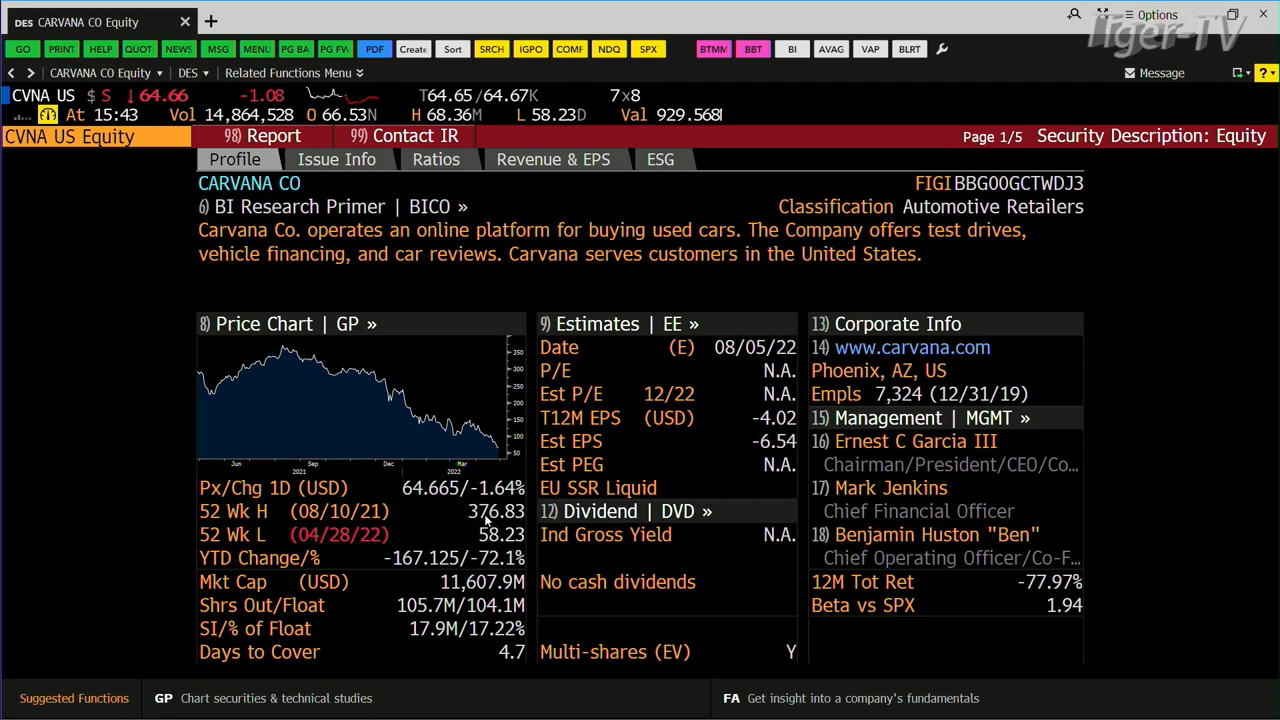 DES CARVANA CO Equity × +
Options
Tiger-TV
GO PRINT HELP QUOT NEWS MSG MENU PG BA PG FW PDF Create Sort SRCH IGPO COMF NDQ SPX BTMN BBT BI AVAG VAP BLRT
CARVANA CO Equity DES Related Functions Menu
Message ?
CVNA US $ S ↓64.66 -1.08 T64.65/64.67K 7x8
At 15:43 Vol 14,864,528 O 66.53N H 68.36M L 58.23D Val 929.568
CVNA US Equity 98) Report 99) Contact IR Page 1/5 Security Description: Equity
Profile Issue Info Ratios Revenue & EPS ESG
CARVANA CO FIGI BBG00GCTWDJ3
6) BI Research Primer | BICO » Classification Automotive Retailers
Carvana Co. operates an online platform for buying used cars. The Company offers test drives,
vehicle financing, and car reviews. Carvana serves customers in the United States.
8) Price Chart | GP »
350
300
250
200
150
100
50
Jun Sep Dec Mar
2021 2022
Px/Chg 1D (USD) 64.665/-1.64%
52 Wk H (08/10/21) 376.83
52 Wk L (04/28/22) 58.23
YTD Change/% -167.125/-72.1%
Mkt Cap (USD) 11,607.9M
Shrs Out/Float 105.7M/104.1M
SI/% of Float 17.9M/17.22%
Days to Cover 4.7
9) Estimates | EE »
Date (E) 08/05/22
P/E N.A.
Est P/E 12/22 N.A.
T12M EPS (USD) -4.02
Est EPS -6.54
Est PEG N.A.
EU SSR Liquid
12) Dividend | DVD »
Ind Gross Yield N.A.
No cash dividends
Multi-shares (EV) Y
13) Corporate Info
14) www.carvana.com
Phoenix, AZ, US
Empls 7,324 (12/31/19)
15) Management | MGMT »
16) Ernest C Garcia III
Chairman/President/CEO/Co...
17) Mark Jenkins
Chief Financial Officer
18) Benjamin Huston "Ben"
Chief Operating Officer/Co-F...
12M Tot Ret -77.97%
Beta vs SPX 1.94
Suggested Functions GP Chart securities & technical studies FA Get insight into a company's fundamentals